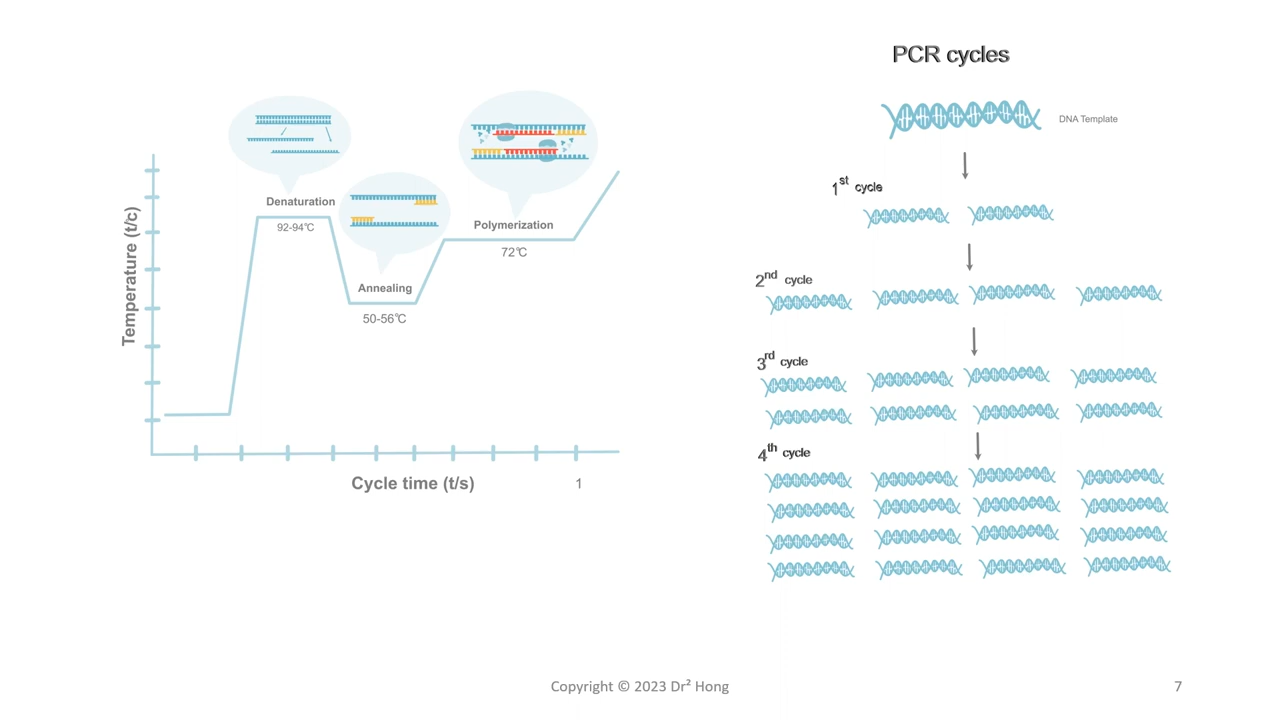 PCR cycles
DNA Template
1st cycle
2nd cycle
3rd cycle
4th cycle
Temperature (t/c)
Denaturation
92-94℃
Annealing
50-56℃
Polymerization
72℃
Cycle time (t/s)
1
Copyright © 2023 Dr² Hong
7